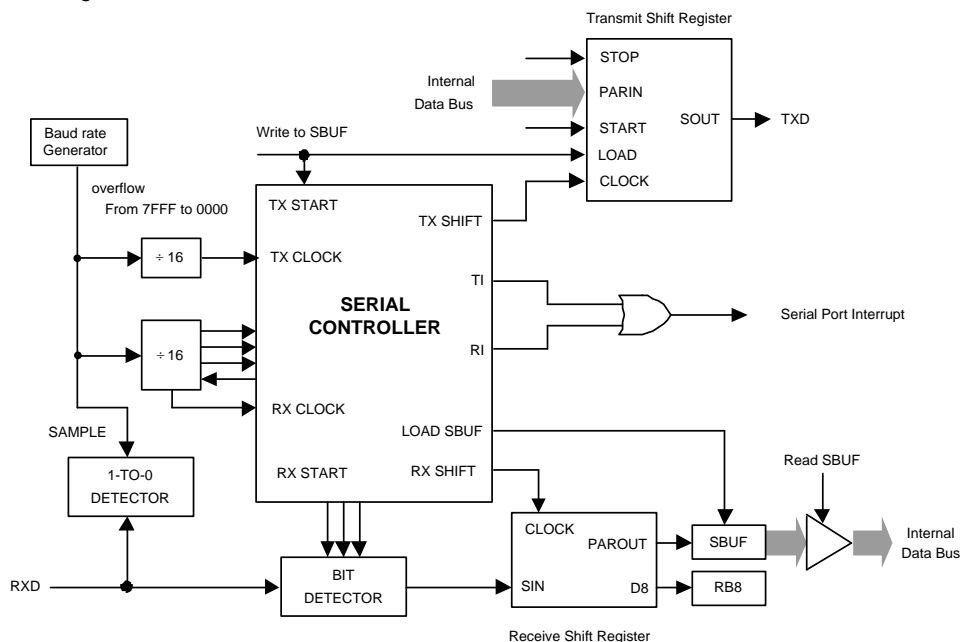 Transmit Shift Register
STOP
Internal
Data Bus
PARIN
START
SOUT
TXD
LOAD
CLOCK
Baud rate
Generator
Write to SBUF
overflow
From 7FFF to 0000
TX START
TX SHIFT
÷ 16
TX CLOCK
TI
SERIAL
CONTROLLER
Serial Port Interrupt
RI
÷ 16
RX CLOCK
SAMPLE
LOAD SBUF
1-TO-0
DETECTOR
RX START
RX SHIFT
Read SBUF
CLOCK
PAROUT
SBUF
Internal
Data Bus
RXD
BIT
DETECTOR
SIN
D8
RB8
Receive Shift Register